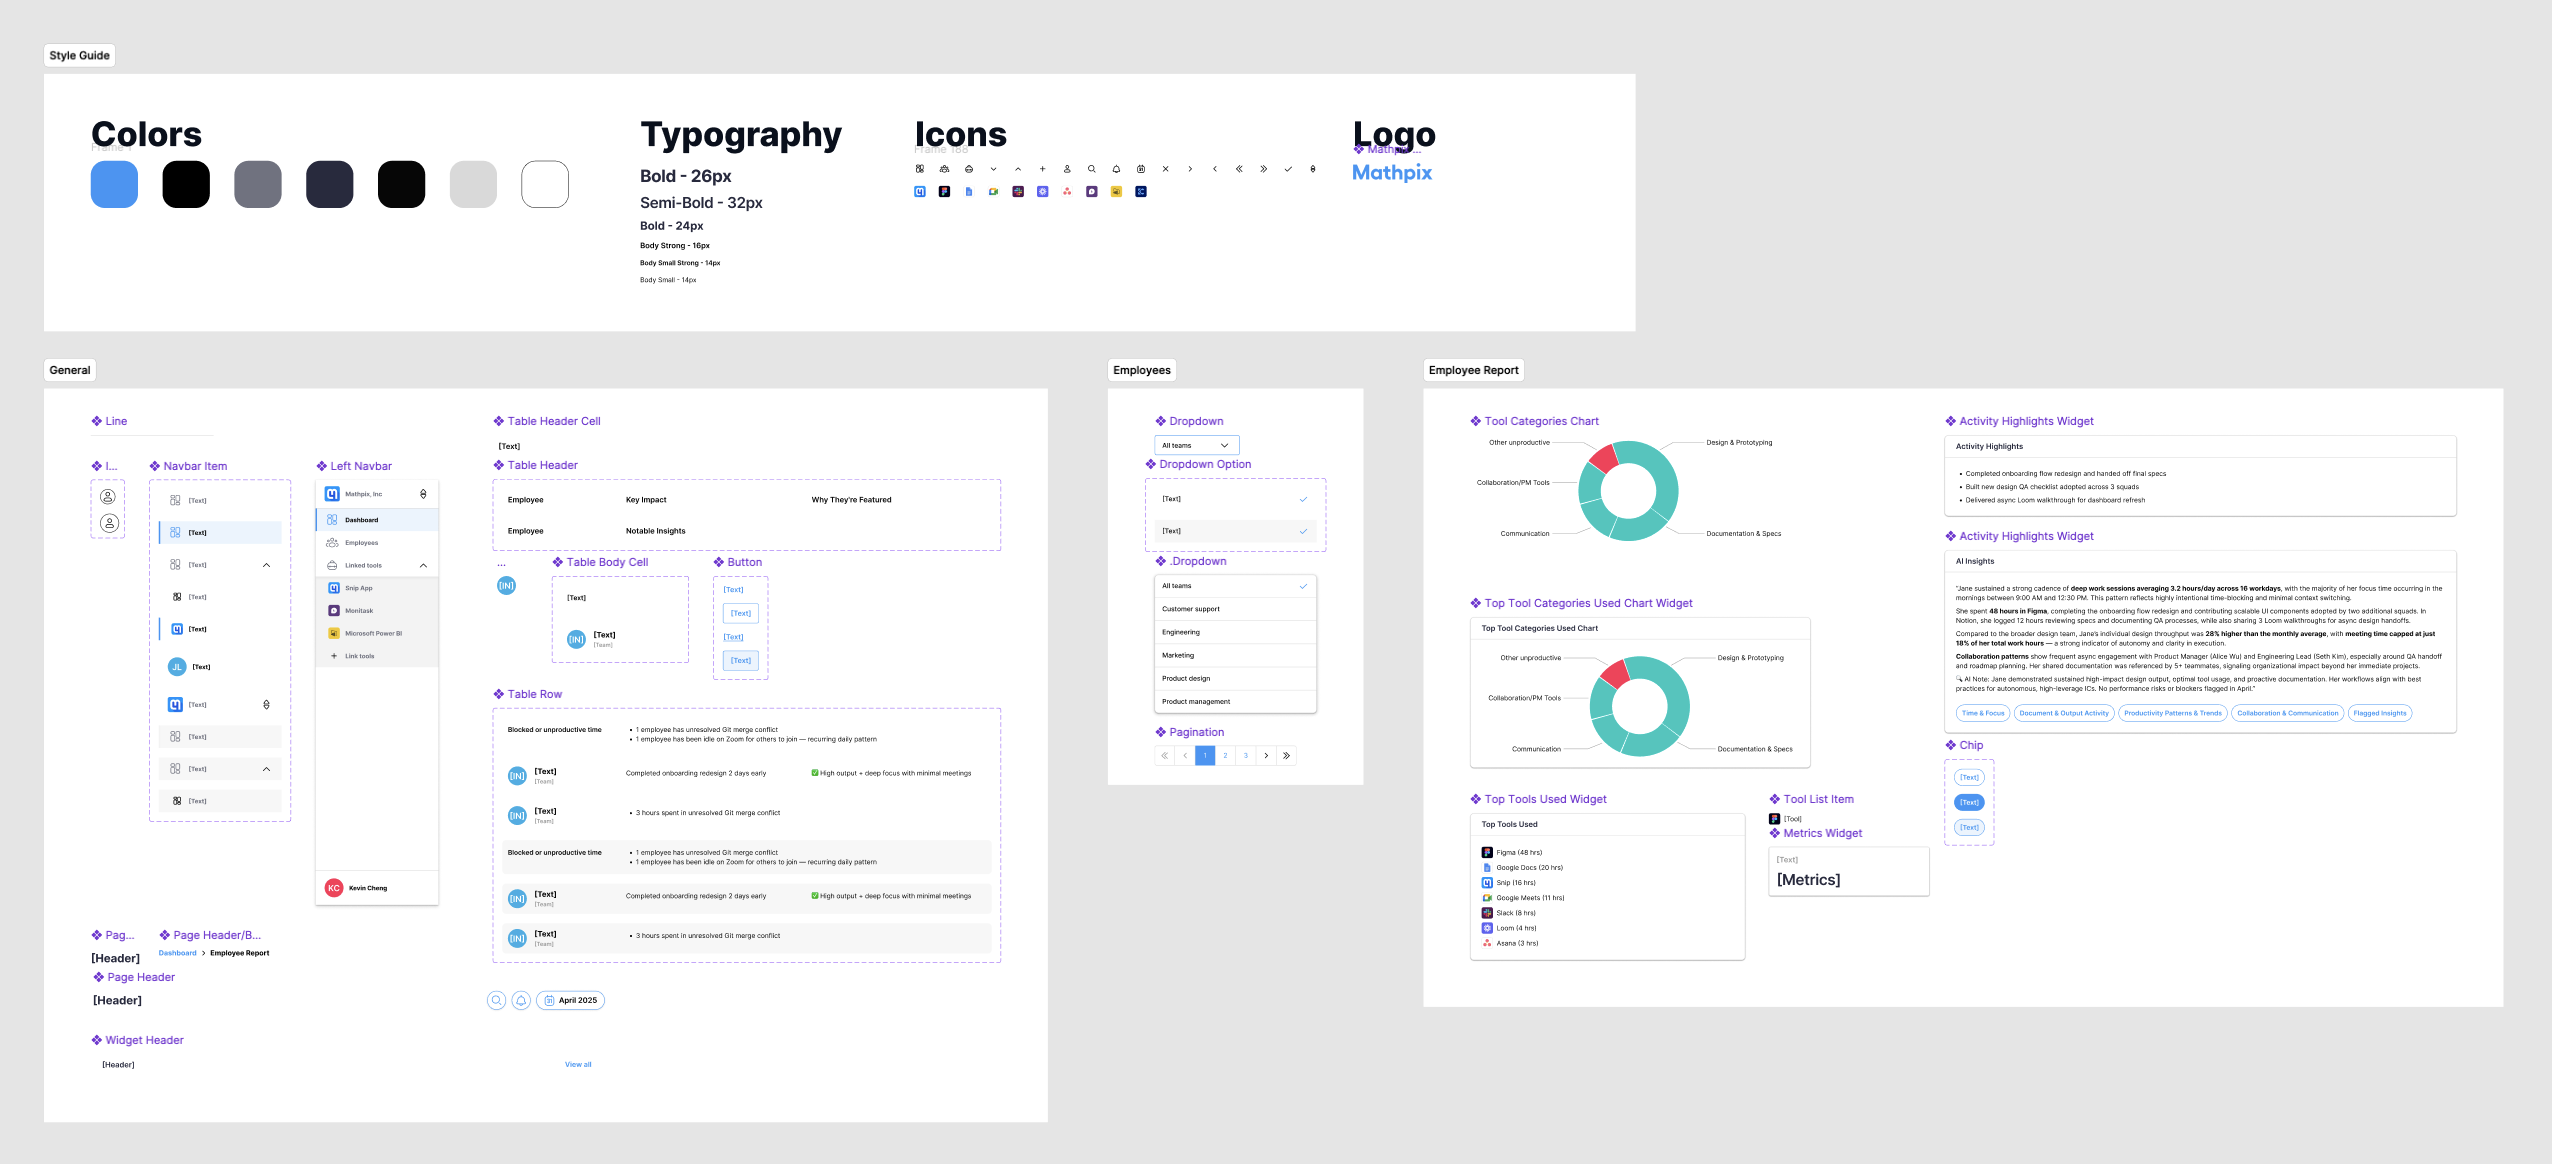 Style Guide
Colors
Frame 1
Typography
Bold - 26px
Semi-Bold - 32px
Bold - 24px
Body Strong - 16px
Body Small Strong - 14px
Body Small - 14px
Icons
Frame 188
Logo
Mathpix ...
Mathpix
General
Line
I...
Navbar Item
[Text]
[Text]
[Text]
[Text]
[Text]
JL [Text]
[Text]
[Text]
[Text]
[Text]
Left Navbar
Mathpix, Inc
Dashboard
Employees
Linked tools
Snip App
Monitask
Microsoft Power BI
Link tools
KC Kevin Cheng
Pag...
[Header]
Page Header/B...
Dashboard > Employee Report
Page Header
[Header]
Widget Header
[Header]
View all
Table Header Cell
[Text]
Table Header
Employee Key Impact Why They're Featured
Employee Notable Insights
...
[IN]
Table Body Cell
[Text]
[IN] [Text]
[Team]
Button
[Text]
[Text]
[Text]
[Text]
Table Row
Blocked or unproductive time
• 1 employee has unresolved Git merge conflict
• 1 employee has been idle on Zoom for others to join — recurring daily pattern
[IN] [Text]
[Team]
Completed onboarding redesign 2 days early
✅ High output + deep focus with minimal meetings
[IN] [Text]
[Team]
• 3 hours spent in unresolved Git merge conflict
Blocked or unproductive time
• 1 employee has unresolved Git merge conflict
• 1 employee has been idle on Zoom for others to join — recurring daily pattern
[IN] [Text]
[Team]
Completed onboarding redesign 2 days early
✅ High output + deep focus with minimal meetings
[IN] [Text]
[Team]
• 3 hours spent in unresolved Git merge conflict
31 April 2025
Employees
Dropdown
All teams
Dropdown Option
[Text]
[Text]
.Dropdown
All teams
Customer support
Engineering
Marketing
Product design
Product management
Pagination
1 2 3
Employee Report
Tool Categories Chart
Other unproductive
Design & Prototyping
Collaboration/PM Tools
Communication
Documentation & Specs
Top Tool Categories Used Chart Widget
Top Tool Categories Used Chart
Other unproductive
Design & Prototyping
Collaboration/PM Tools
Communication
Documentation & Specs
Top Tools Used Widget
Top Tools Used
Figma (48 hrs)
Google Docs (20 hrs)
Snip (16 hrs)
Google Meets (11 hrs)
Slack (8 hrs)
Loom (4 hrs)
Asana (3 hrs)
Tool List Item
[Tool]
Metrics Widget
[Text]
[Metrics]
Activity Highlights Widget
Activity Highlights
• Completed onboarding flow redesign and handed off final specs
• Built new design QA checklist adopted across 3 squads
• Delivered async Loom walkthrough for dashboard refresh
Activity Highlights Widget
AI Insights
"Jane sustained a strong cadence of deep work sessions averaging 3.2 hours/day across 16 workdays, with the majority of her focus time occurring in the
mornings between 9:00 AM and 12:30 PM. This pattern reflects highly intentional time-blocking and minimal context switching.
She spent 48 hours in Figma, completing the onboarding flow redesign and contributing scalable UI components adopted by two additional squads. In
Notion, she logged 12 hours reviewing specs and documenting QA processes, while also sharing 3 Loom walkthroughs for async design handoffs.
Compared to the broader design team, Jane's individual design throughput was 28% higher than the monthly average, with meeting time capped at just
18% of her total work hours — a strong indicator of autonomy and clarity in execution.
Collaboration patterns show frequent async engagement with Product Manager (Alice Wu) and Engineering Lead (Seth Kim), especially around QA handoff
and roadmap planning. Her shared documentation was referenced by 5+ teammates, signaling organizational impact beyond her immediate projects.
🔍 AI Note: Jane demonstrated sustained high-impact design output, optimal tool usage, and proactive documentation. Her workflows align with best
practices for autonomous, high-leverage ICs. No performance risks or blockers flagged in April."
Time & Focus
Document & Output Activity
Productivity Patterns & Trends
Collaboration & Communication
Flagged Insights
Chip
[Text]
[Text]
[Text]